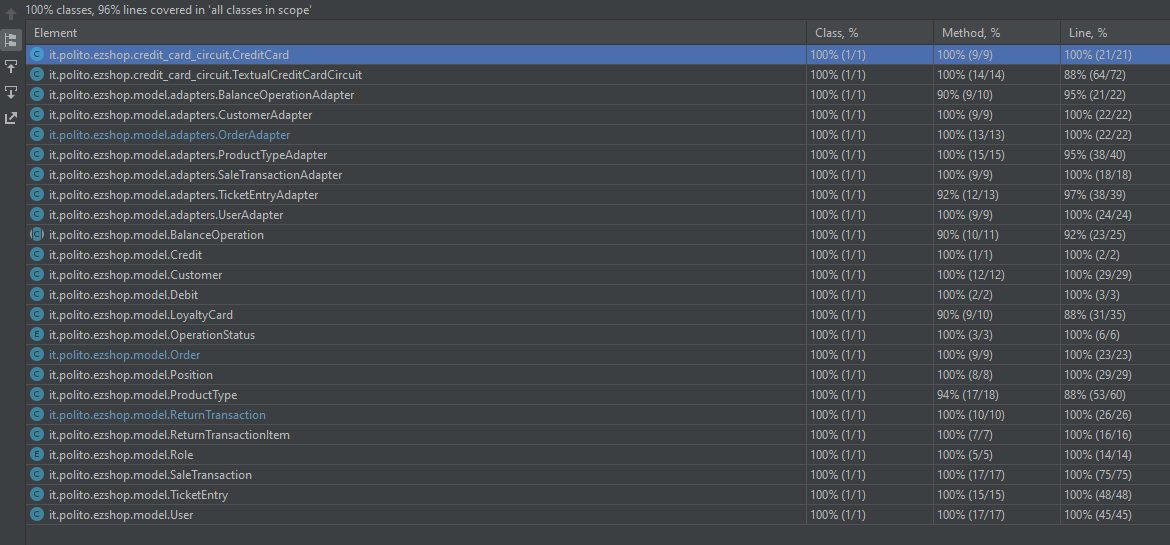 100% classes, 96% lines covered in 'all classes in scope'
Element Class, % Method, % Line, %
C it.polito.ezshop.credit_card_circuit.CreditCard 100% (1/1) 100% (9/9) 100% (21/21)
C it.polito.ezshop.credit_card_circuit.TextualCreditCardCircuit 100% (1/1) 100% (14/14) 88% (64/72)
C it.polito.ezshop.model.adapters.BalanceOperationAdapter 100% (1/1) 90% (9/10) 95% (21/22)
C it.polito.ezshop.model.adapters.CustomerAdapter 100% (1/1) 100% (9/9) 100% (22/22)
C it.polito.ezshop.model.adapters.OrderAdapter 100% (1/1) 100% (13/13) 100% (22/22)
C it.polito.ezshop.model.adapters.ProductTypeAdapter 100% (1/1) 100% (15/15) 95% (38/40)
C it.polito.ezshop.model.adapters.SaleTransactionAdapter 100% (1/1) 100% (9/9) 100% (18/18)
C it.polito.ezshop.model.adapters.TicketEntryAdapter 100% (1/1) 92% (12/13) 97% (38/39)
C it.polito.ezshop.model.adapters.UserAdapter 100% (1/1) 100% (9/9) 100% (24/24)
C it.polito.ezshop.model.BalanceOperation 100% (1/1) 90% (10/11) 92% (23/25)
C it.polito.ezshop.model.Credit 100% (1/1) 100% (1/1) 100% (2/2)
C it.polito.ezshop.model.Customer 100% (1/1) 100% (12/12) 100% (29/29)
C it.polito.ezshop.model.Debit 100% (1/1) 100% (2/2) 100% (3/3)
C it.polito.ezshop.model.LoyaltyCard 100% (1/1) 90% (9/10) 88% (31/35)
E it.polito.ezshop.model.OperationStatus 100% (1/1) 100% (3/3) 100% (6/6)
C it.polito.ezshop.model.Order 100% (1/1) 100% (9/9) 100% (23/23)
C it.polito.ezshop.model.Position 100% (1/1) 100% (8/8) 100% (29/29)
C it.polito.ezshop.model.ProductType 100% (1/1) 94% (17/18) 88% (53/60)
C it.polito.ezshop.model.ReturnTransaction 100% (1/1) 100% (10/10) 100% (26/26)
C it.polito.ezshop.model.ReturnTransactionItem 100% (1/1) 100% (7/7) 100% (16/16)
E it.polito.ezshop.model.Role 100% (1/1) 100% (5/5) 100% (14/14)
C it.polito.ezshop.model.SaleTransaction 100% (1/1) 100% (17/17) 100% (75/75)
C it.polito.ezshop.model.TicketEntry 100% (1/1) 100% (15/15) 100% (48/48)
C it.polito.ezshop.model.User 100% (1/1) 100% (17/17) 100% (45/45)